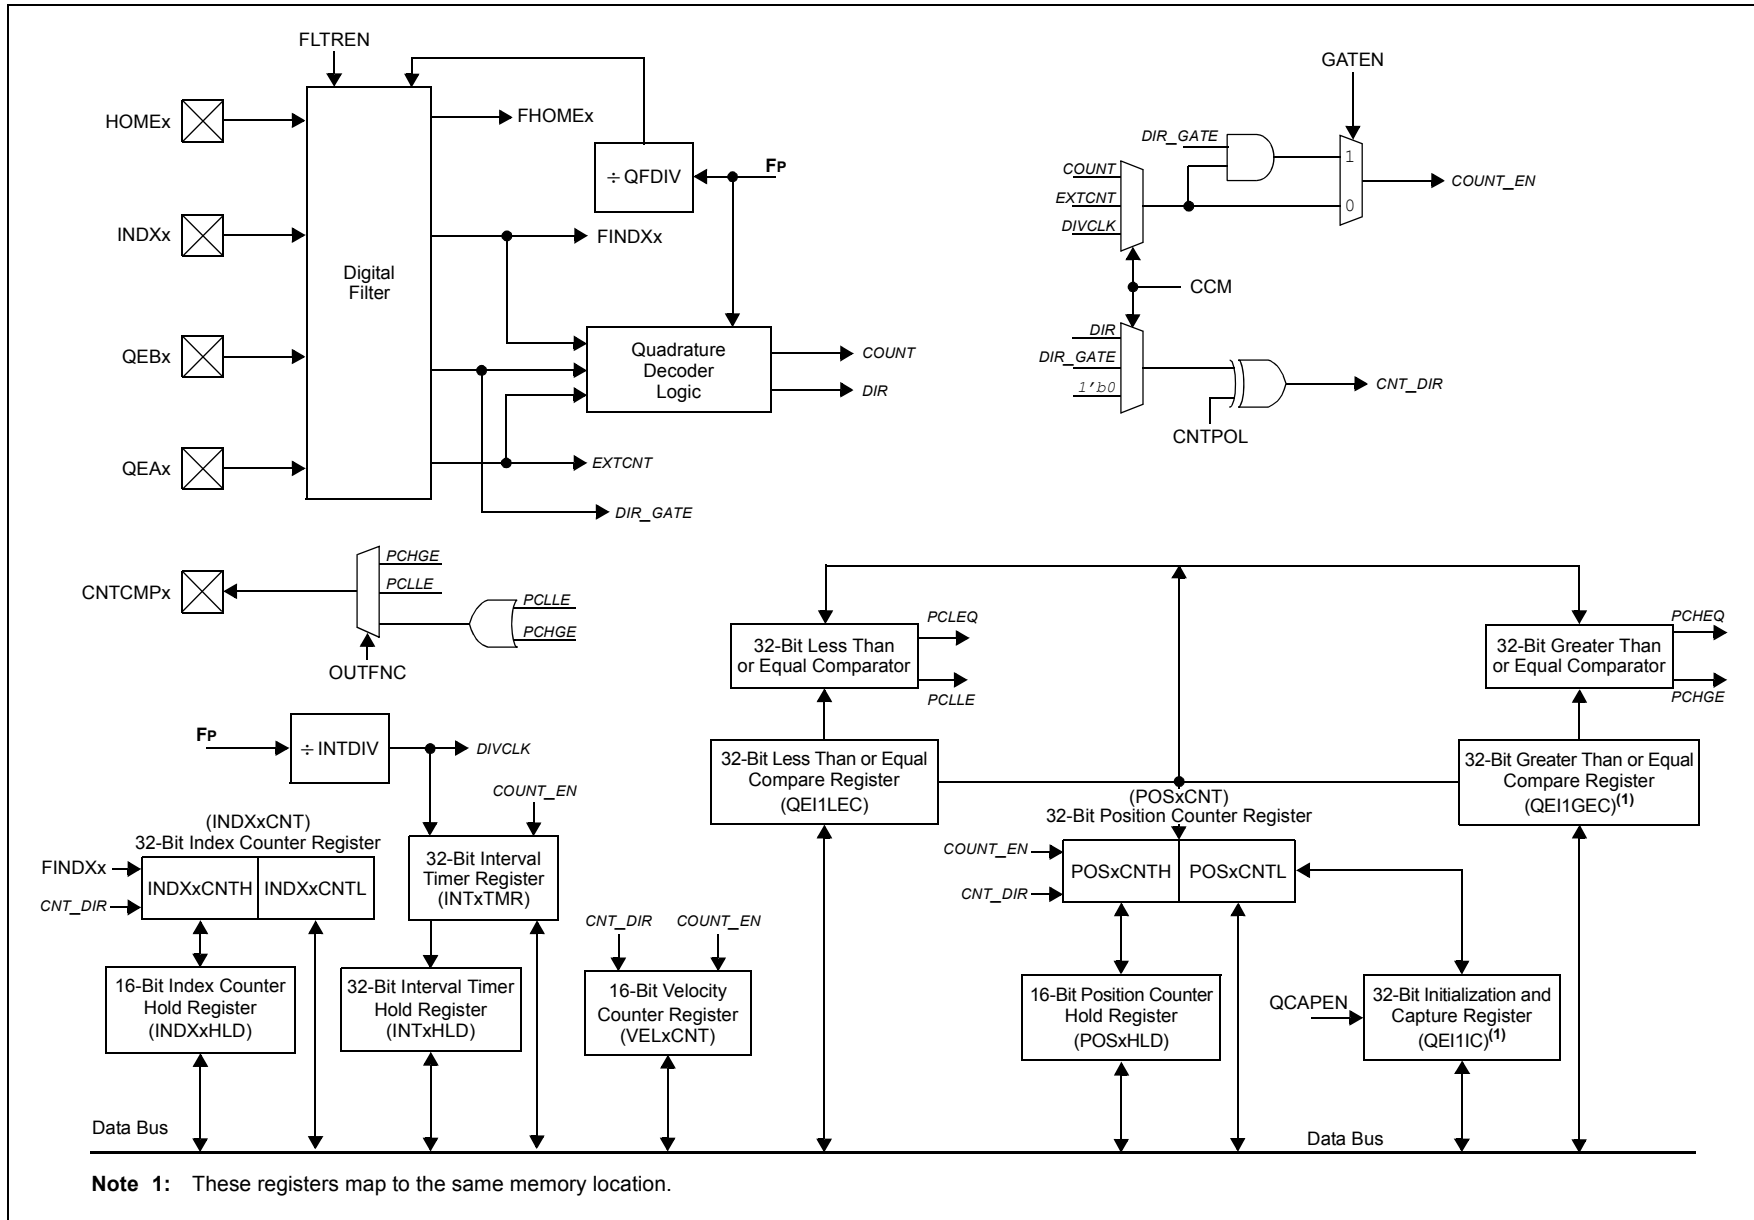 FLTREN
HOMEx
INDXx
QEBx
QEAx
Digital
Filter
FHOMEx
÷ QFDIV
FP
FINDXx
Quadrature
Decoder
Logic
COUNT
DIR
EXTCNT
DIR_GATE
GATEN
DIR_GATE
COUNT
EXTCNT
DIVCLK
1
0
COUNT_EN
CCM
DIR
DIR_GATE
1’b0
CNT_DIR
CNTPOL
CNTCMPx
PCHGE
PCLLE
PCLLE
PCHGE
OUTFNC
FP
÷ INTDIV
DIVCLK
COUNT_EN
(INDXxCNT)
32-Bit Index Counter Register
FINDXx
CNT_DIR
INDXxCNTH
INDXxCNTL
32-Bit Interval
Timer Register
(INTxTMR)
16-Bit Index Counter
Hold Register
(INDXxHLD)
32-Bit Interval Timer
Hold Register
(INTxHLD)
CNT_DIR
COUNT_EN
16-Bit Velocity
Counter Register
(VELxCNT)
32-Bit Less Than
or Equal Comparator
PCLEQ
PCLLE
32-Bit Greater Than
or Equal Comparator
PCHEQ
PCHGE
32-Bit Less Than or Equal
Compare Register
(QEI1LEC)
32-Bit Greater Than or Equal
Compare Register
(QEI1GEC)(1)
(POSxCNT)
32-Bit Position Counter Register
COUNT_EN
CNT_DIR
POSxCNTH
POSxCNTL
16-Bit Position Counter
Hold Register
(POSxHLD)
QCAPEN
32-Bit Initialization and
Capture Register
(QEI1IC)(1)
Data Bus
Data Bus
Note 1: These registers map to the same memory location.